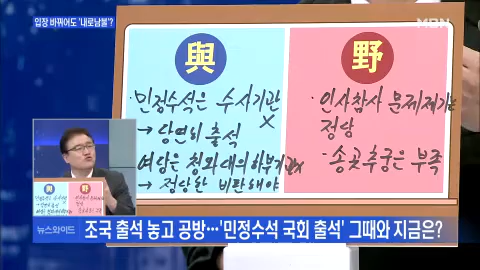 입장 바뀌어도 '내로남불'?
MBN
與
·민정수석은 수사기관 X
→ 당연히 출석
여당은 청와대의 하부기관 X
→ 정당한 비판해야
野
·인사참사 문제제기는
정당
·송곳추궁은 부족
뉴스와이드
조국 출석 놓고 공방…'민정수석 국회 출석' 그때와 지금은?